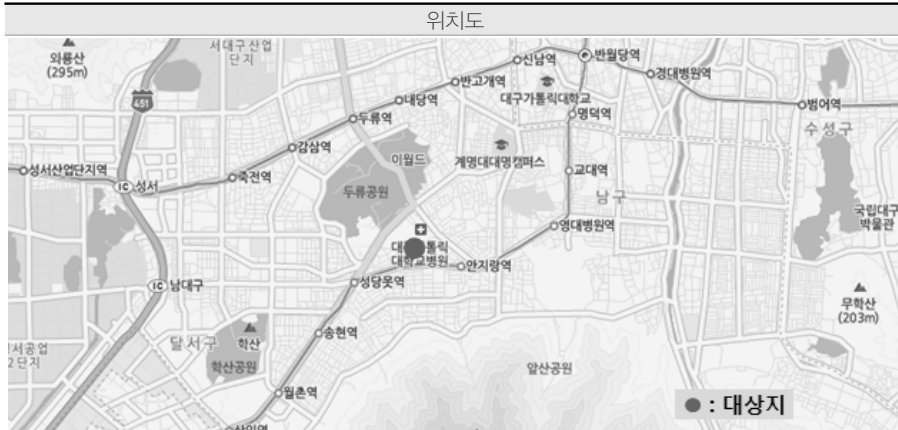 위치도
와룡산
(295m)
서대구 산업
단지
451
신남역
반월당역
경대병원역
반고개역
대구가톨릭대학교
내당역
명덕역
범어역
두류역
수성구
감삼역
이월드
계명대대명캠퍼스
성서산업단지역
IC 성서
죽전역
두류공원
교대역
남구
국립대구
박물관
영대병원역
대구가톨릭
대학교병원
안지랑역
성당못역
IC 남대구
무학산
(203m)
송현역
달서구
학산
학산공원
2단지
앞산공원
월촌역
● : 대상지